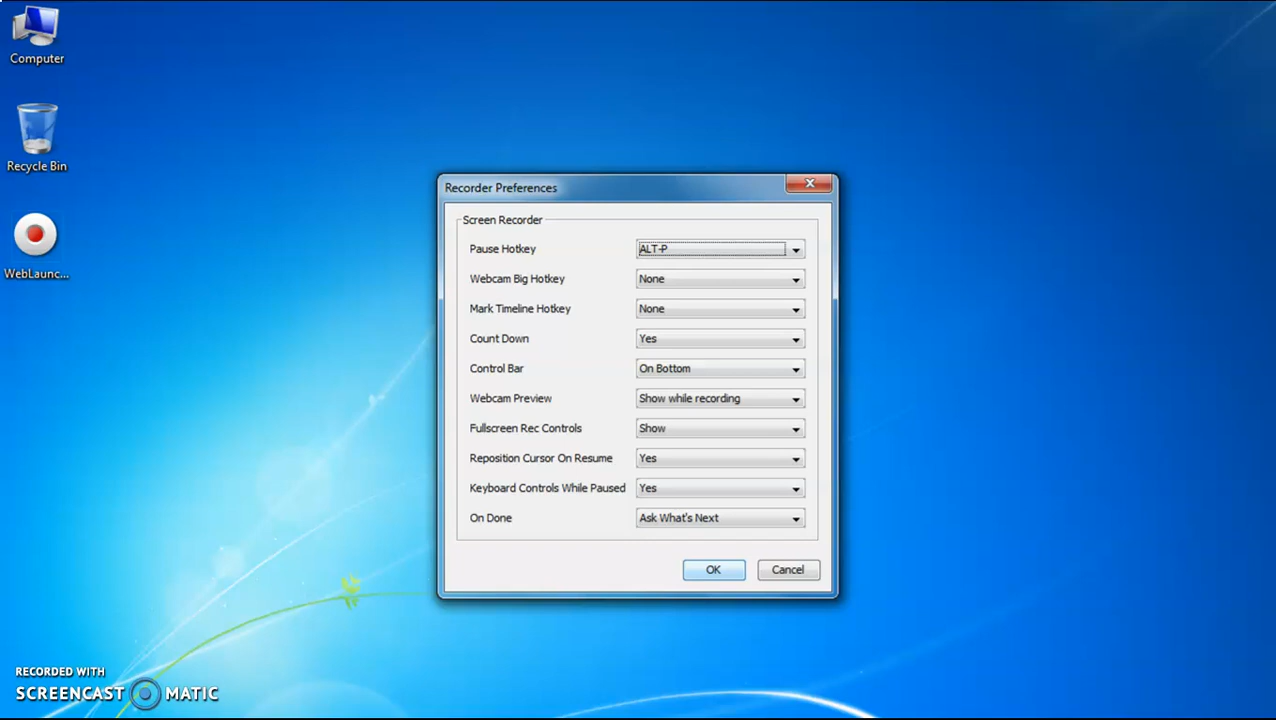 Computer
Recycle Bin
WebLaunc...
Recorder Preferences
Screen Recorder
Pause Hotkey ALT-P
Webcam Big Hotkey None
Mark Timeline Hotkey None
Count Down Yes
Control Bar On Bottom
Webcam Preview Show while recording
Fullscreen Rec Controls Show
Reposition Cursor On Resume Yes
Keyboard Controls While Paused Yes
On Done Ask What's Next
OK Cancel
RECORDED WITH
SCREENCAST MATIC